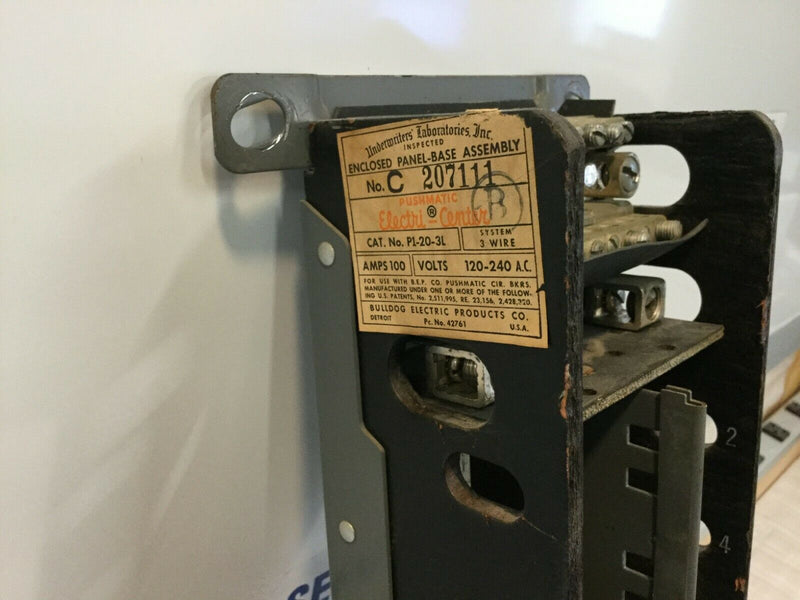 Underwriters' Laboratories, Inc.
INSPECTED
ENCLOSED PANEL-BASE ASSEMBLY
No. C 207111
PUSHMATIC
Electri-Center ®
R
CAT. No. P1-20-3L
SYSTEM
3 WIRE
AMPS 100 VOLTS 120-240 A.C.
FOR USE WITH B.E.P. CO. PUSHMATIC CIR. BKRS.
MANUFACTURED UNDER ONE OR MORE OF THE FOLLOW-
ING U.S. PATENTS, No. 2,511,995, RE. 23,156, 2,428,320.
BULLDOG ELECTRIC PRODUCTS CO.
DETROIT Pc. No. 42761 U.S.A.
2
4
SE